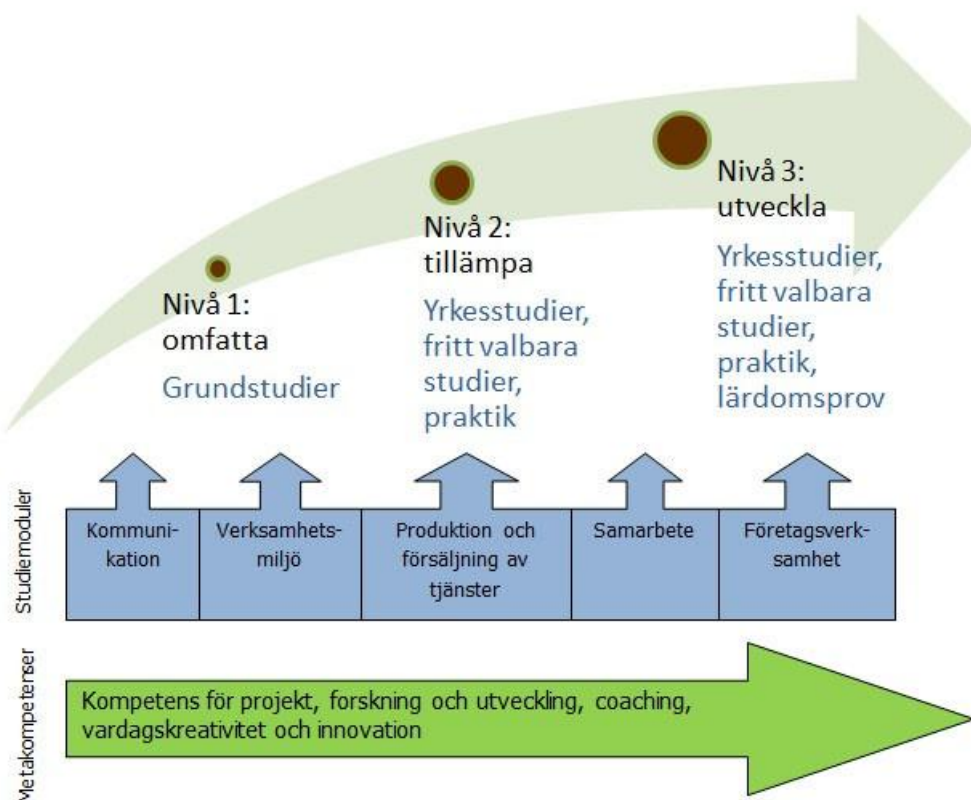 Nivå 1:
omfatta
Grundstudier
Nivå 2:
tillämpa
Yrkesstudier,
fritt valbara
studier,
praktik
Nivå 3:
utveckla
Yrkesstudier,
fritt valbara
studier,
praktik,
lärdomsprov
Studiemoduler
Kommuni-
kation
Verksamhets-
miljö
Produktion och
försäljning av
tjänster
Samarbete
Företagsverk-
samhet
Metakompetenser
Kompetens för projekt, forskning och utveckling, coaching,
vardagskreativitet och innovation